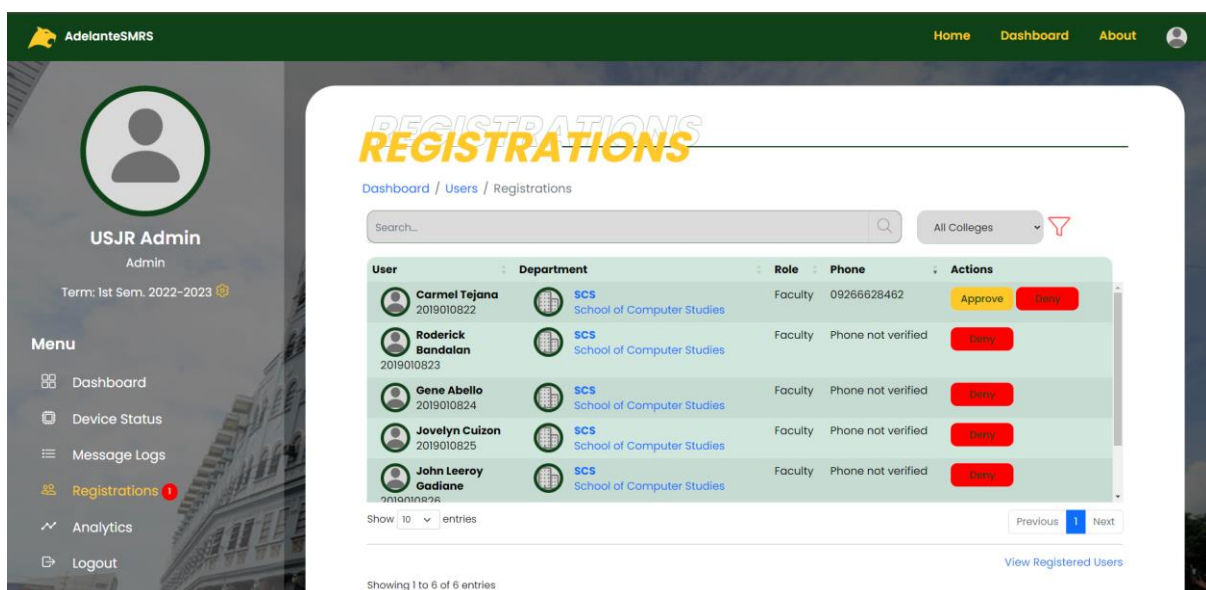 AdelanteSMRS
Home Dashboard About
USJR Admin
Admin
Term: 1st Sem. 2022-2023
Menu
Dashboard
Device Status
Message Logs
Registrations 1
Analytics
Logout
REGISTRATIONS
REGISTRATIONS
Dashboard / Users / Registrations
Search...
All Colleges
User Department Role Phone Actions
Carmel Tejana SCS Faculty 09266628462 Approve Deny
2019010822 School of Computer Studies
Roderick SCS Faculty Phone not verified Deny
Bandalan School of Computer Studies
2019010823
Gene Abello SCS Faculty Phone not verified Deny
2019010824 School of Computer Studies
Jovelyn Cuizon SCS Faculty Phone not verified Deny
2019010825 School of Computer Studies
John Leeroy SCS Faculty Phone not verified Deny
Gadiane School of Computer Studies
2019010826
Show 10 entries
Previous 1 Next
View Registered Users
Showing 1 to 6 of 6 entries